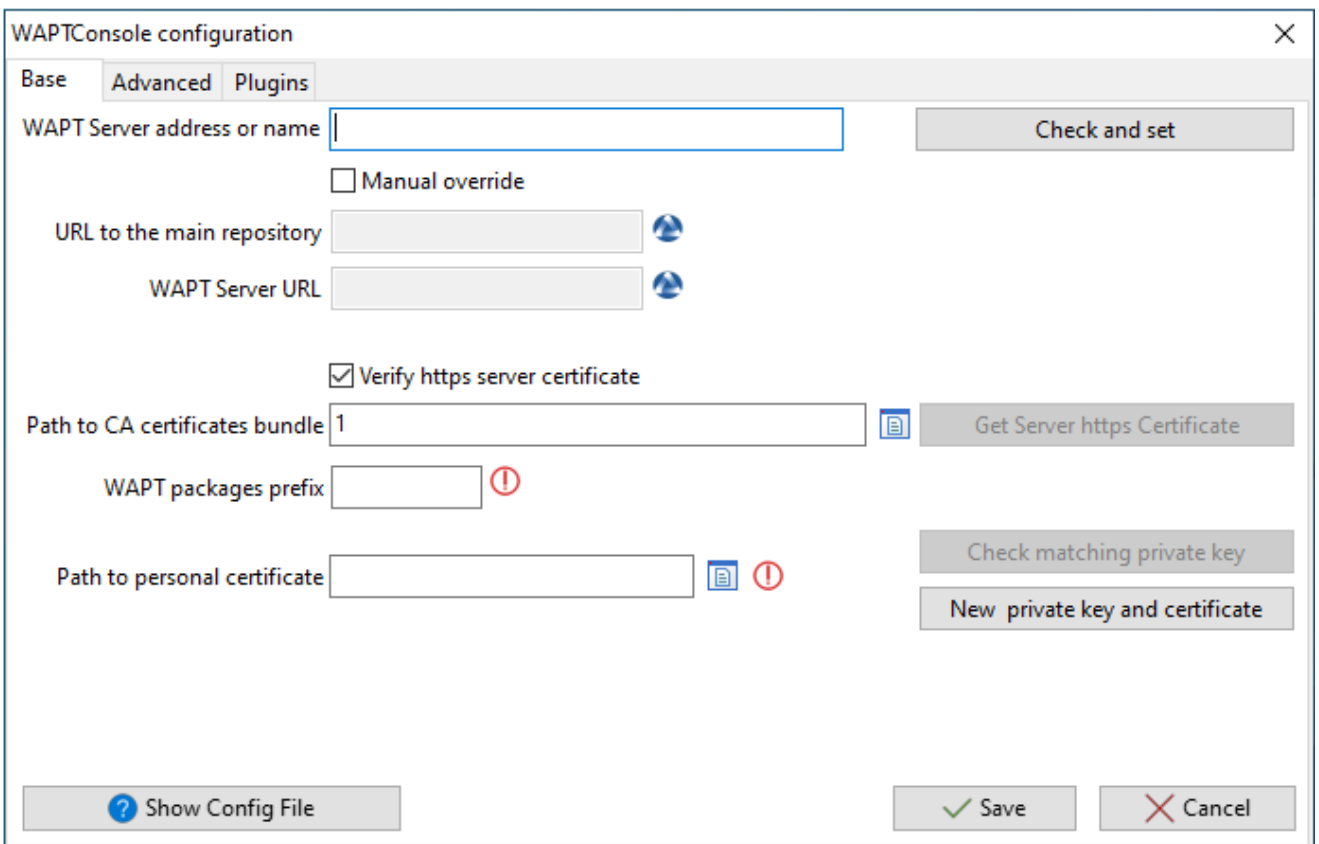 WAPTConsole configuration
Base Advanced Plugins
WAPT Server address or name Check and set
Manual override
URL to the main repository
WAPT Server URL
Verify https server certificate
Path to CA certificates bundle 1 Get Server https Certificate
WAPT packages prefix
Check matching private key
Path to personal certificate
New private key and certificate
Show Config File Save Cancel